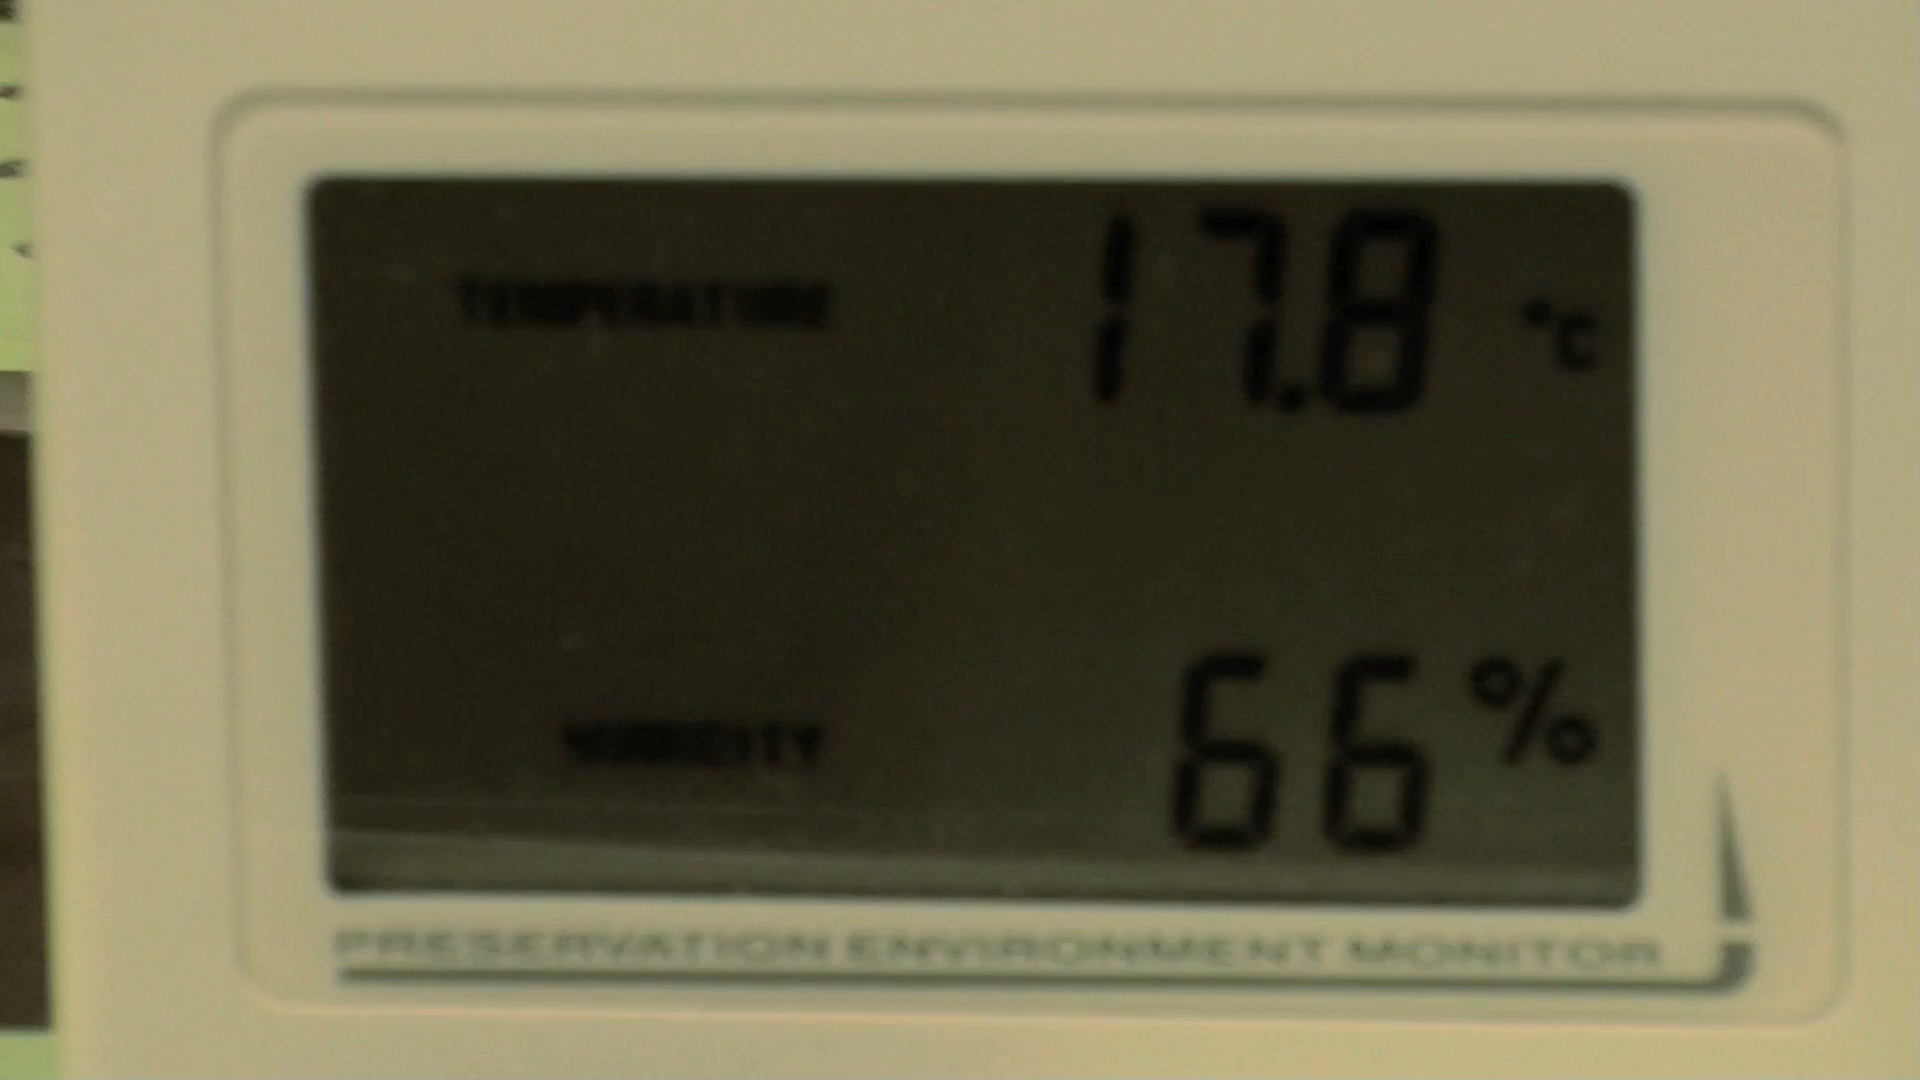 TEMPERATURE 17.8 °C
HUMIDITY 66 %
PRESERVATION ENVIRONMENT MONITOR